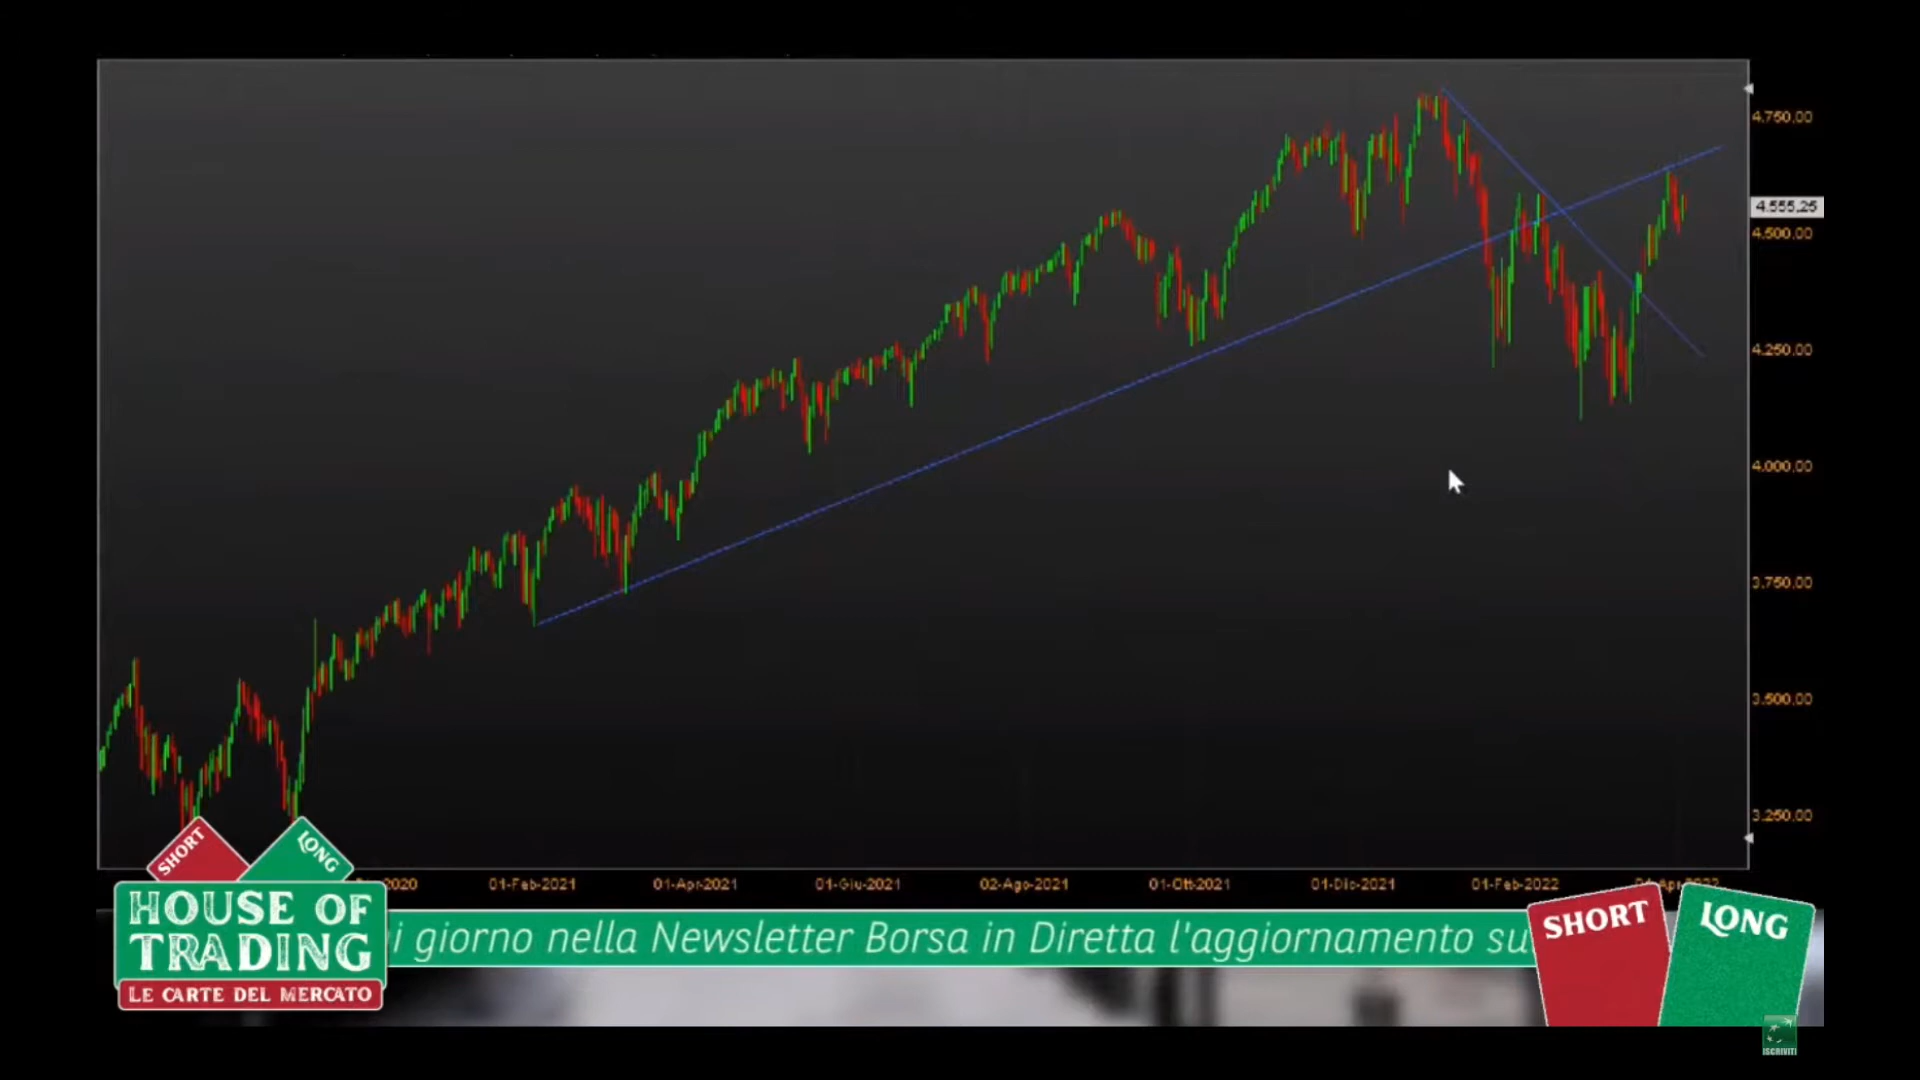 4.750,00
4.555,25
4.500,00
4.250,00
4.000,00
3.750,00
3.500,00
3.250,00
2020
01-Feb-2021
01-Apr-2021
01-Giu-2021
02-Ago-2021
01-Ott-2021
01-Dic-2021
01-Feb-2022
SHORT
LONG
HOUSE OF
TRADING
LE CARTE DEL MERCATO
i giorno nella Newsletter Borsa in Diretta l'aggiornamento su
SHORT
LONG
ISCRIVITI